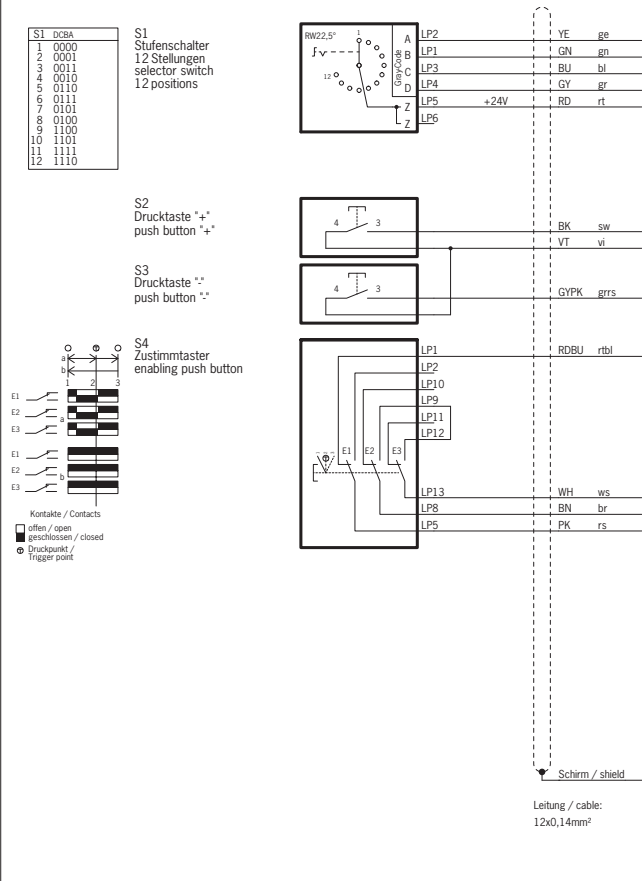 S1 DCBA
1 0000
2 0001
3 0011
4 0010
5 0110
6 0111
7 0101
8 0100
9 1100
10 1101
11 1111
12 1110
S1
Stufenschalter
12 Stellungen
selector switch
12 positions
RW22,5°
1
12
GrayCode
A
B
C
D
Z
Z
LP2
LP1
LP3
LP4
LP5 +24V
LP6
YE ge
GN gn
BU bl
GY gr
RD rt
S2
Drucktaste "+"
push button "+"
4 3
BK sw
VT vi
S3
Drucktaste "-"
push button "-"
4 3
GYPK grrs
S4
Zustimmtaster
enabling push button
a
b
1 2 3
E1
E2
E3
a
E1
E2
E3
b
Kontakte / Contacts
offen / open
geschlossen / closed
Druckpunkt /
Trigger point
E1 E2 E3
LP1
LP2
LP10
LP9
LP11
LP12
LP13
LP8
LP5
RDBU rtbl
WH ws
BN br
PK rs
Schirm / shield
Leitung / cable:
12x0,14mm²